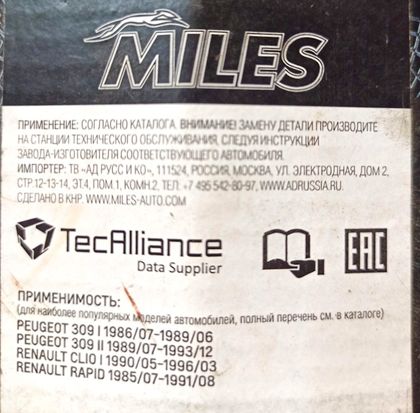 MILES
ПРИМЕНЕНИЕ: СОГЛАСНО КАТАЛОГА. ВНИМАНИЕ! ЗАМЕНУ ДЕТАЛИ ПРОИЗВОДИТЕ
НА СТАНЦИИ ТЕХНИЧЕСКОГО ОБСЛУЖИВАНИЯ, СЛЕДУЯ ИНСТРУКЦИИ
ЗАВОДА-ИЗГОТОВИТЕЛЯ СООТВЕТСТВУЮЩЕГО АВТОМОБИЛЯ.
ИМПОРТЕР: ТВ «АД РУСС И КО», 111524, РОССИЯ, МОСКВА, УЛ. ЭЛЕКТРОДНАЯ, ДОМ 2,
СТР.12-13-14, ЭТ.4, ПОМ.1, КОМН.2, ТЕЛ. +7 495 542-80-97, WWW.ADRUSSIA.RU
СДЕЛАНО В КНР. WWW.MILES-AUTO.COM
TecAlliance
Data Supplier
EAC
ПРИМЕНИМОСТЬ:
(для наиболее популярных моделей автомобилей, полный перечень см. в каталоге)
PEUGEOT 309 I 1986/07-1989/06
PEUGEOT 309 II 1989/07-1993/12
RENAULT CLIO I 1990/05-1996/03
RENAULT RAPID 1985/07-1991/08